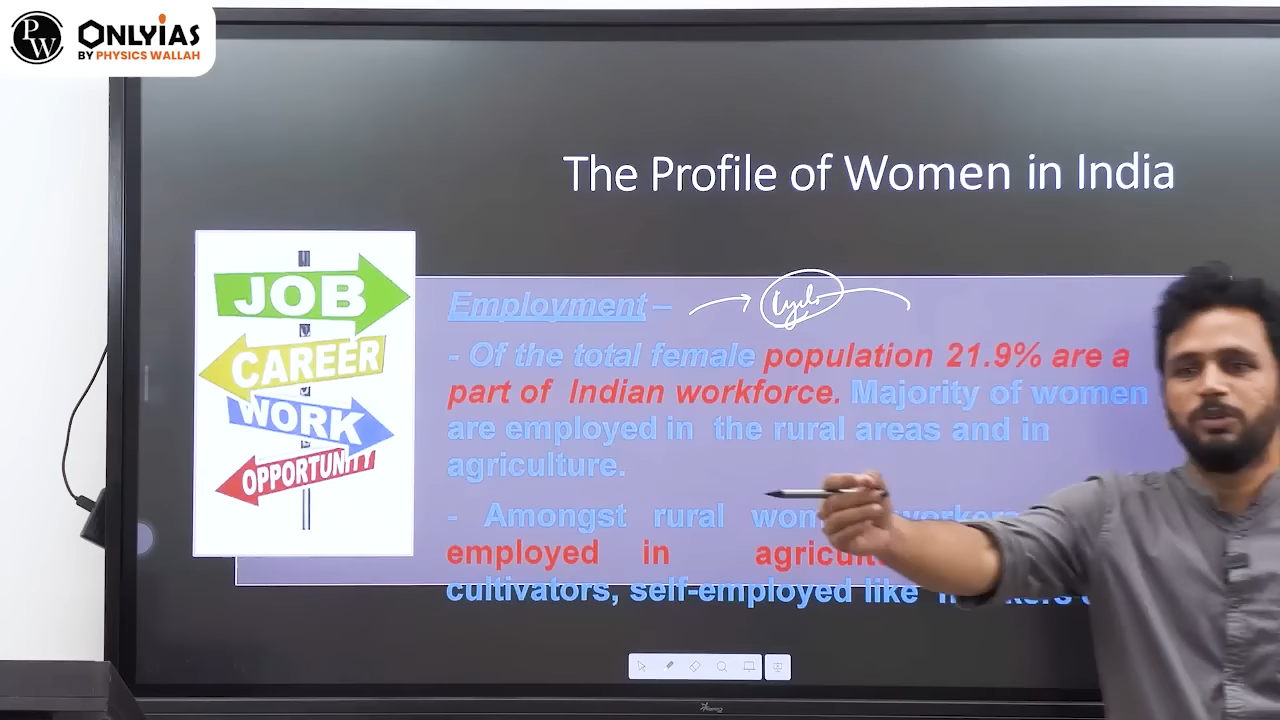 PW
ONLYIAS
BY PHYSICS WALLAH
The Profile of Women in India
JOB
CAREER
WORK
OPPORTUNITY
Employment –
- Of the total female population 21.9% are a
part of Indian workforce. Majority of women
are employed in the rural areas and in
agriculture.
- Amongst rural
employed in
cultivators, self-employed like